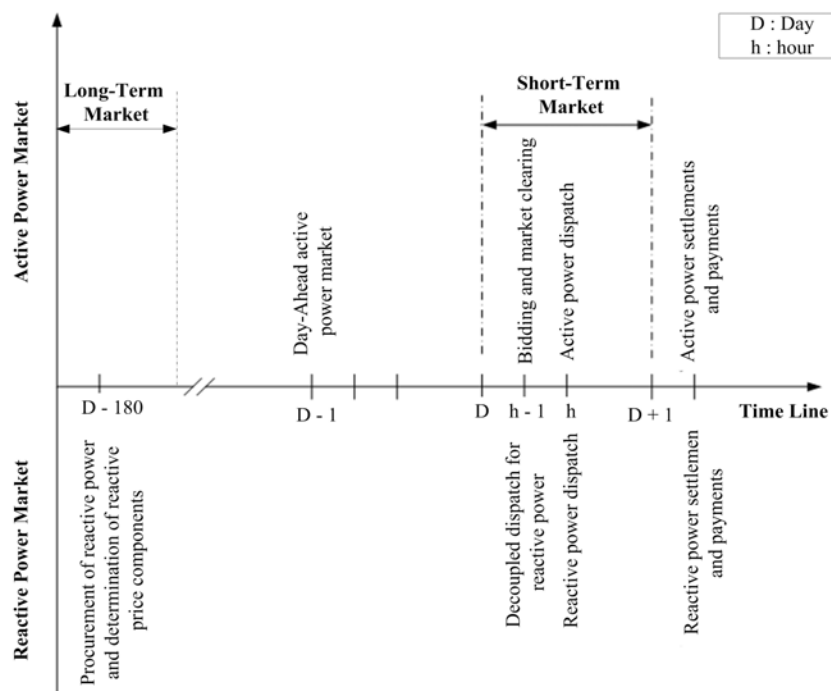 D : Day
h : hour
Long-Term
Market
Short-Term
Market
Active Power Market
Day-Ahead active
power market
Bidding and market clearing
Active power dispatch
Active power settlements
and payments
D - 180
D - 1
D
h - 1
h
D + 1
Time Line
Reactive Power Market
Procurement of reactive power
and determination of reactive
price components
Decoupled dispatch for
reactive power
Reactive power dispatch
Reactive power settlemen
and payments